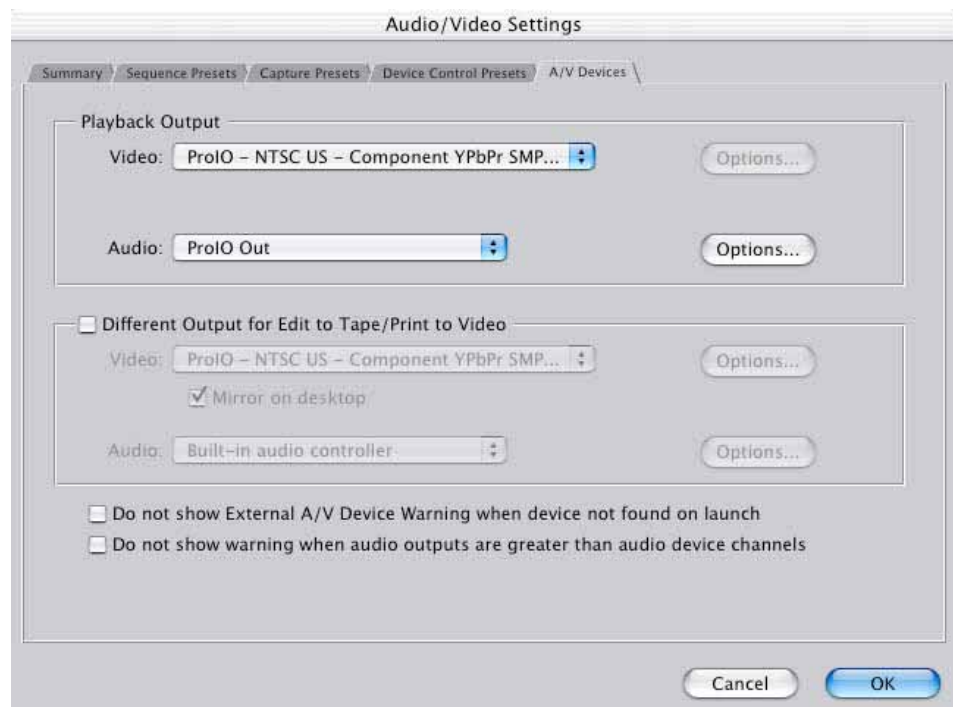 Audio/Video Settings
Summary Sequence Presets Capture Presets Device Control Presets A/V Devices
Playback Output
Video: ProIO – NTSC US – Component YPbPr SMP... Options...
Audio: ProIO Out Options...
Different Output for Edit to Tape/Print to Video
Video: ProIO – NTSC US – Component YPbPr SMP... Options...
Mirror on desktop
Audio: Built-in audio controller Options...
Do not show External A/V Device Warning when device not found on launch
Do not show warning when audio outputs are greater than audio device channels
Cancel OK